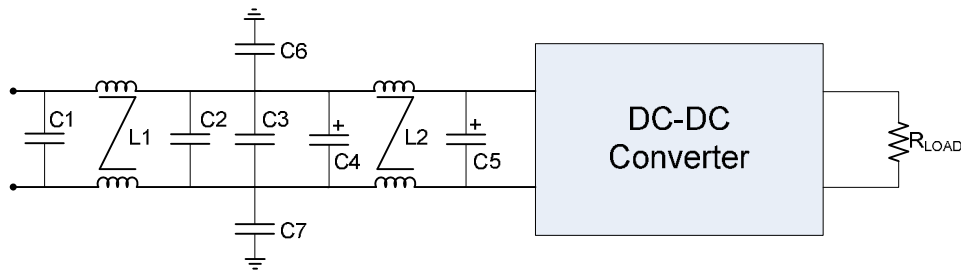 C6
C1
L1
C2
C3
+
C4
L2
+
C5
C7
DC-DC
Converter
RLOAD